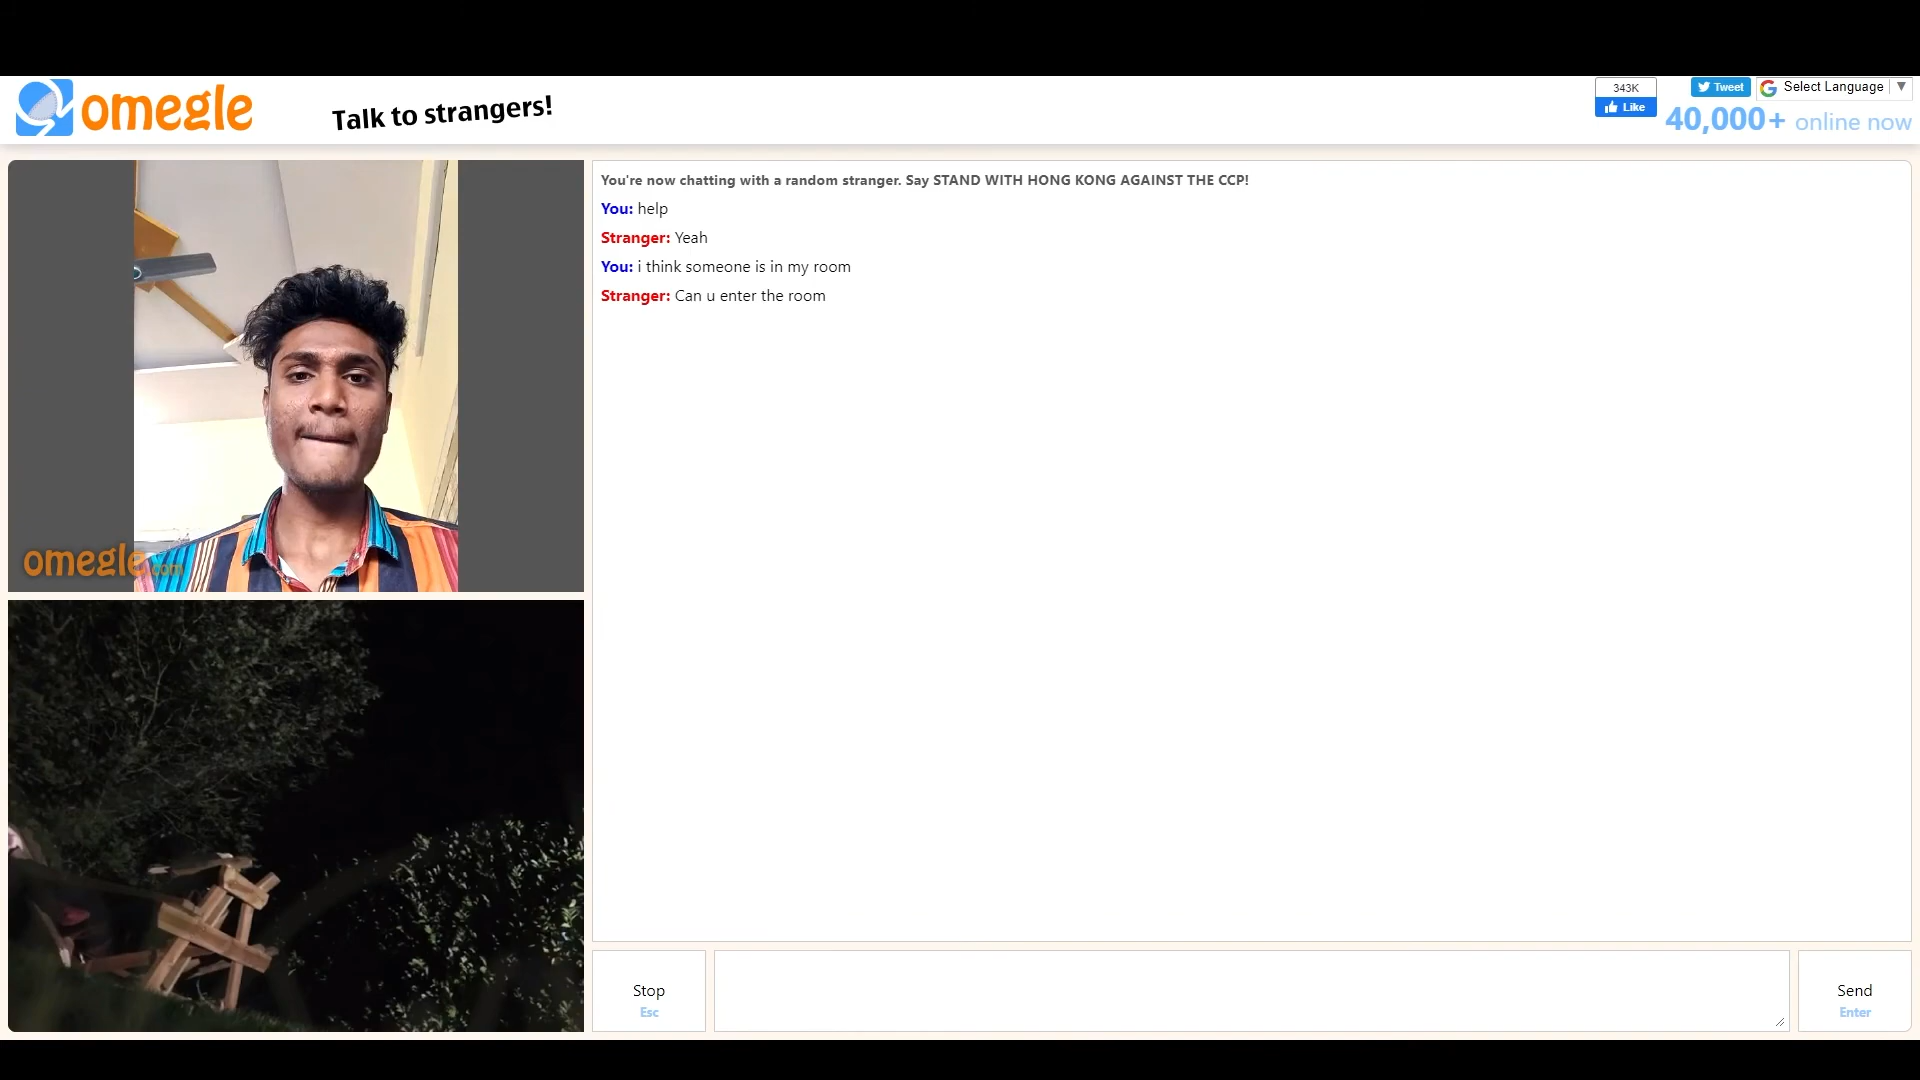 omegle
Talk to strangers!
343K
Like
Tweet
Select Language ▼
40,000+ online now
You're now chatting with a random stranger. Say STAND WITH HONG KONG AGAINST THE CCP!
You: help
Stranger: Yeah
You: i think someone is in my room
Stranger: Can u enter the room
omegle.com
Stop
Esc
Send
Enter